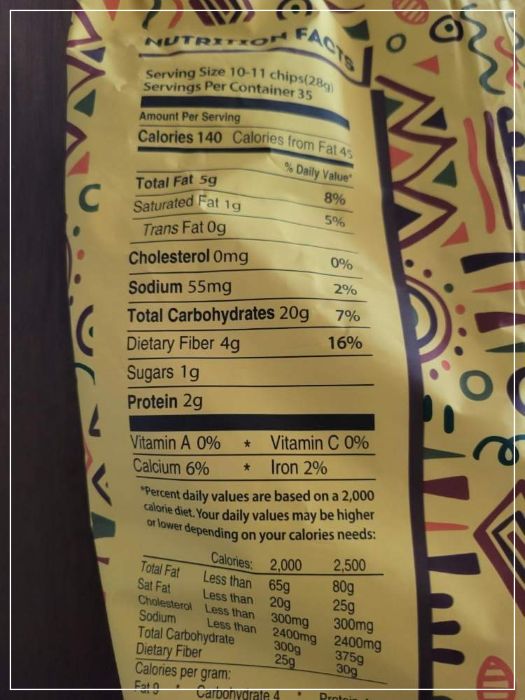 NUTRITION FACTS
Serving Size 10-11 chips(28g)
Servings Per Container 35
Amount Per Serving
Calories 140 Calories from Fat 45
% Daily Value*
Total Fat 5g 8%
Saturated Fat 1g 5%
Trans Fat 0g
Cholesterol 0mg 0%
Sodium 55mg 2%
Total Carbohydrates 20g 7%
Dietary Fiber 4g 16%
Sugars 1g
Protein 2g
Vitamin A 0% * Vitamin C 0%
Calcium 6% * Iron 2%
*Percent daily values are based on a 2,000
calorie diet. Your daily values may be higher
or lower depending on your calories needs:
Calories: 2,000 2,500
Total Fat Less than 65g 80g
Sat Fat Less than 20g 25g
Cholesterol Less than 300mg 300mg
Sodium Less than 2400mg 2400mg
Total Carbohydrate 300g 375g
Dietary Fiber 25g 30g
Calories per gram:
Fat 9 * Carbohydrate 4 * Protein